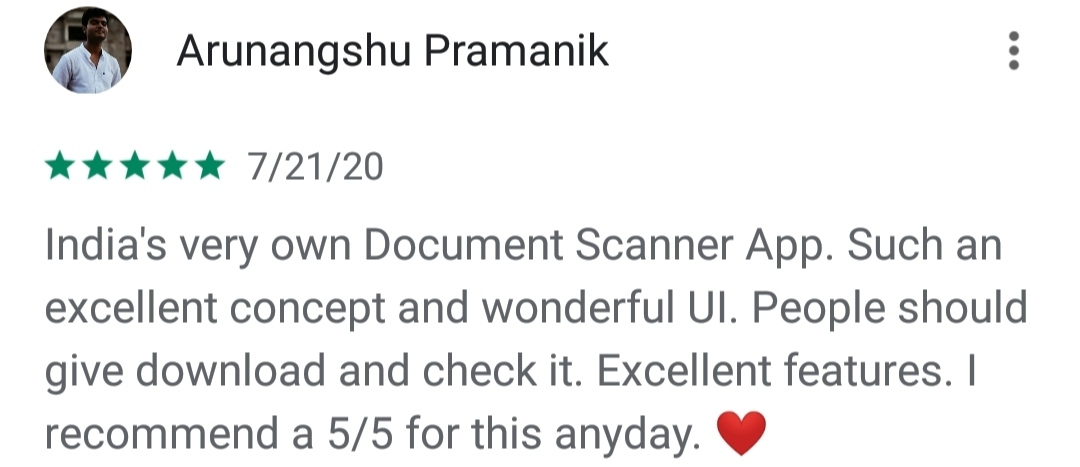 Arunangshu Pramanik
7/21/20
India's very own Document Scanner App. Such an
excellent concept and wonderful UI. People should
give download and check it. Excellent features. I
recommend a 5/5 for this anyday. ❤️